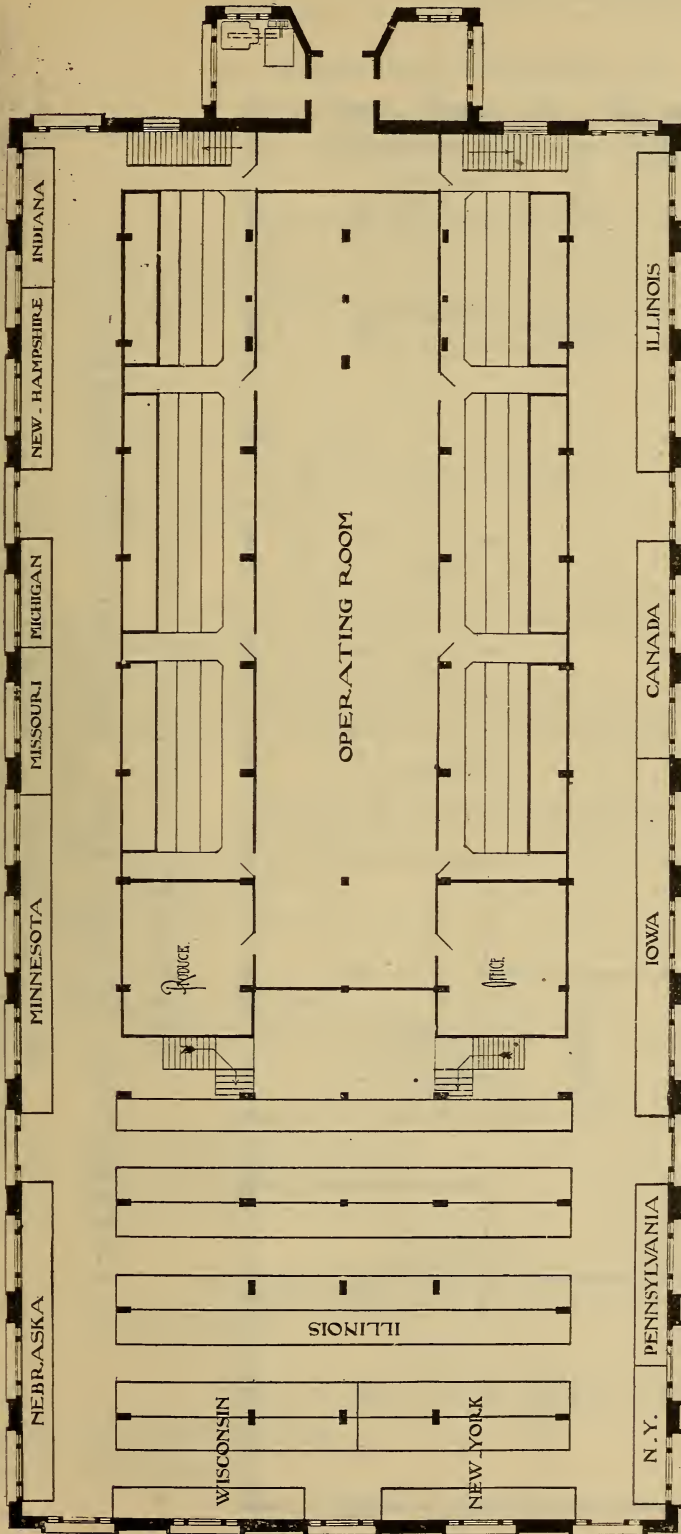 INDIANA
NEW-HAMPSHIRE
MICHIGAN
MISSOURI
MINNESOTA
NEBRASKA
ILLINOIS
CANADA
IOWA
PENNSYLVANIA
N.Y.
OPERATING ROOM
PRODUCE.
OFFICE.
ILLINOIS
WISCONSIN
NEW-YORK